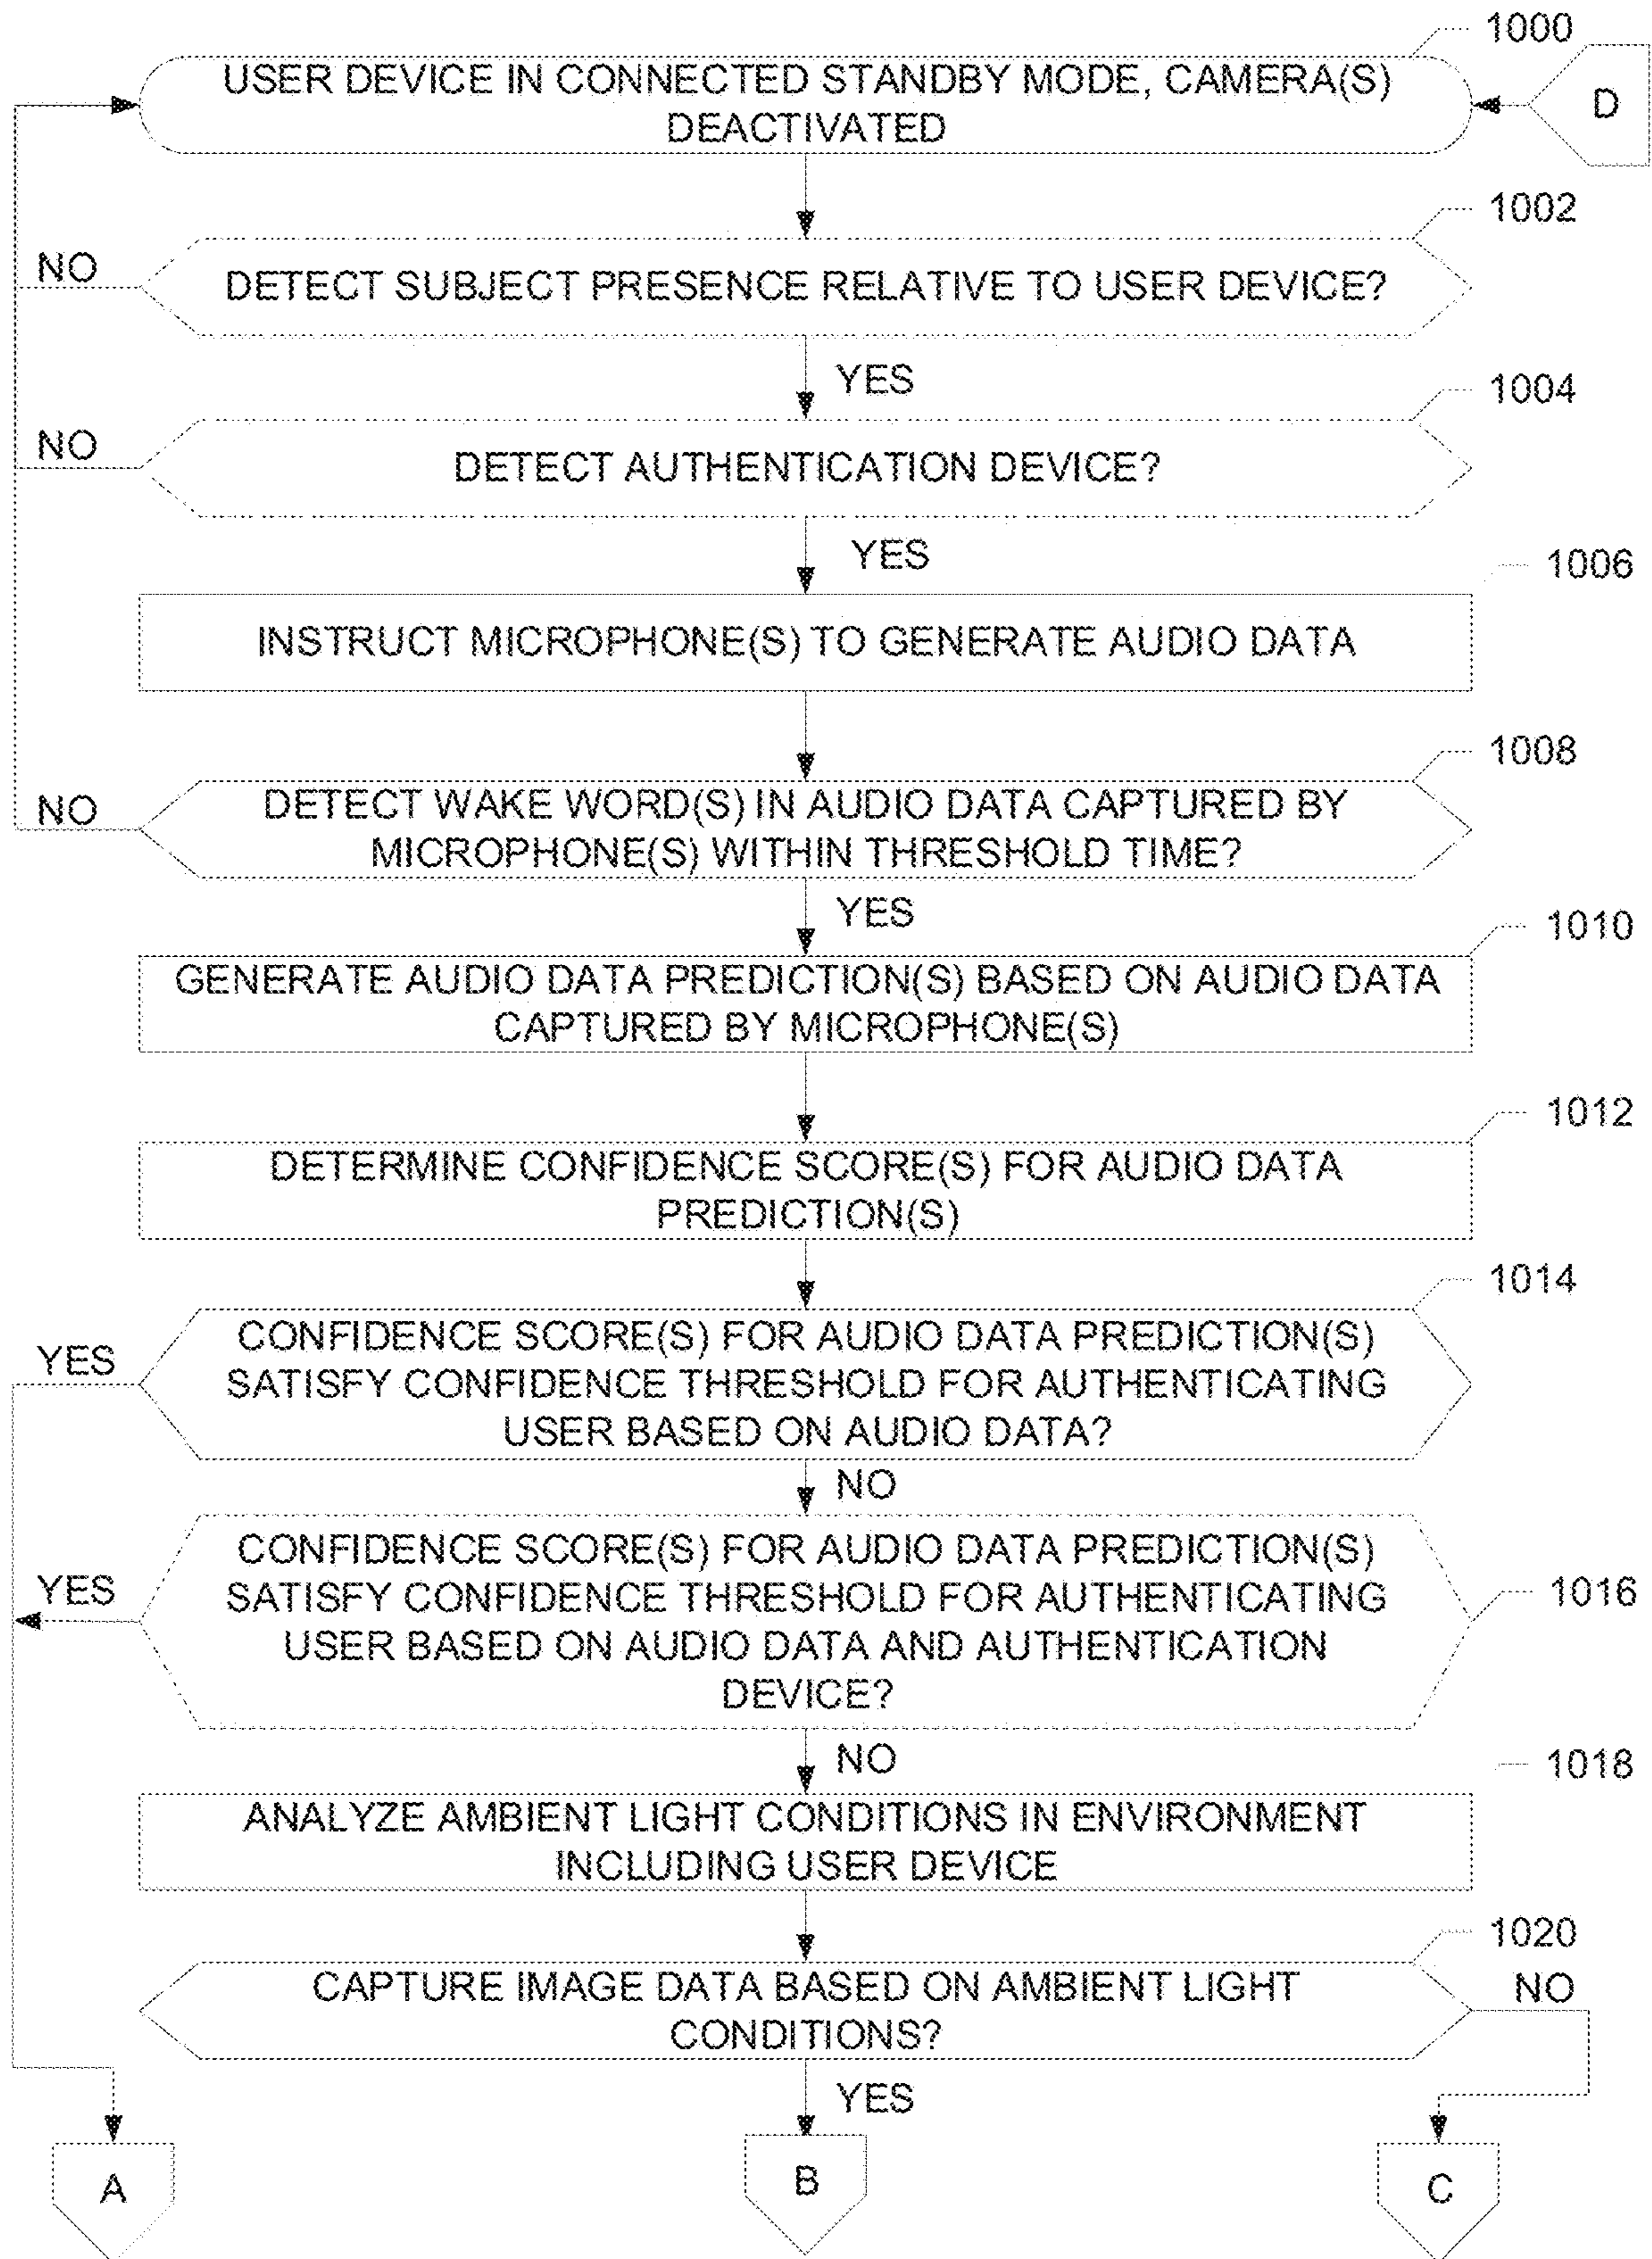 1000
USER DEVICE IN CONNECTED STANDBY MODE, CAMERA(S)
DEACTIVATED
D
1002
NO
DETECT SUBJECT PRESENCE RELATIVE TO USER DEVICE?
YES
1004
NO
DETECT AUTHENTICATION DEVICE?
YES
1006
INSTRUCT MICROPHONE(S) TO GENERATE AUDIO DATA
1008
NO
DETECT WAKE WORD(S) IN AUDIO DATA CAPTURED BY
MICROPHONE(S) WITHIN THRESHOLD TIME?
YES
1010
GENERATE AUDIO DATA PREDICTION(S) BASED ON AUDIO DATA
CAPTURED BY MICROPHONE(S)
1012
DETERMINE CONFIDENCE SCORE(S) FOR AUDIO DATA
PREDICTION(S)
1014
YES
CONFIDENCE SCORE(S) FOR AUDIO DATA PREDICTION(S)
SATISFY CONFIDENCE THRESHOLD FOR AUTHENTICATING
USER BASED ON AUDIO DATA?
NO
YES
CONFIDENCE SCORE(S) FOR AUDIO DATA PREDICTION(S)
SATISFY CONFIDENCE THRESHOLD FOR AUTHENTICATING
USER BASED ON AUDIO DATA AND AUTHENTICATION
DEVICE?
1016
NO
1018
ANALYZE AMBIENT LIGHT CONDITIONS IN ENVIRONMENT
INCLUDING USER DEVICE
1020
CAPTURE IMAGE DATA BASED ON AMBIENT LIGHT
CONDITIONS?
NO
YES
A
B
C